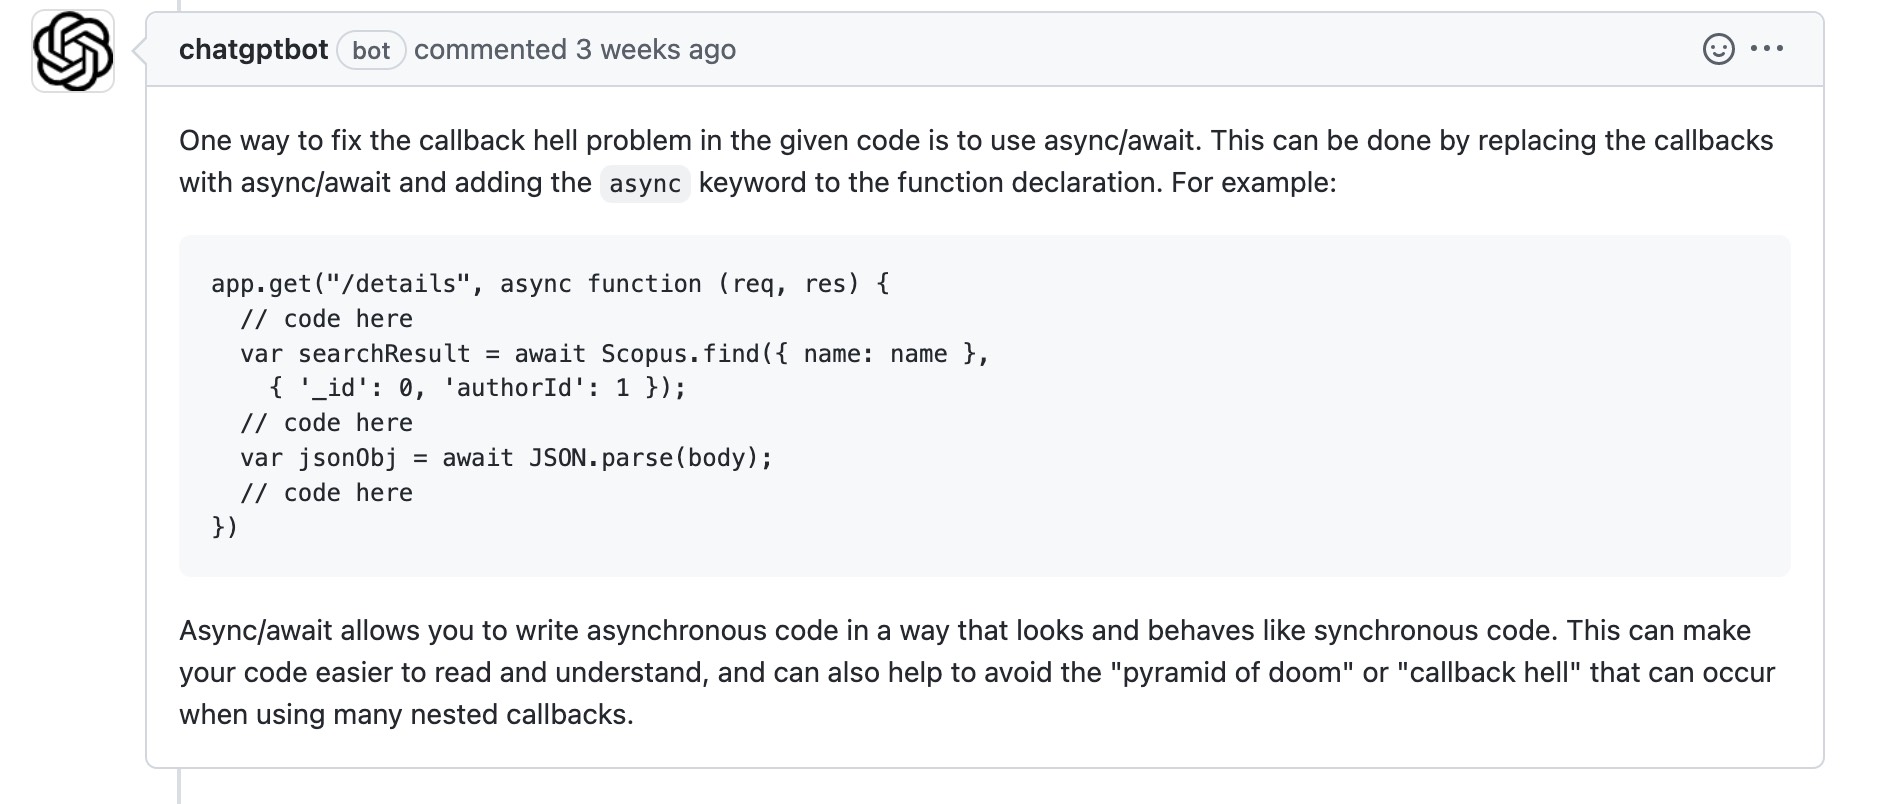 chatgptbot bot commented 3 weeks ago
One way to fix the callback hell problem in the given code is to use async/await. This can be done by replacing the callbacks
with async/await and adding the async keyword to the function declaration. For example:
app.get("/details", async function (req, res) {
  // code here
  var searchResult = await Scopus.find({ name: name },
    { '_id': 0, 'authorId': 1 });
  // code here
  var jsonObj = await JSON.parse(body);
  // code here
})
Async/await allows you to write asynchronous code in a way that looks and behaves like synchronous code. This can make
your code easier to read and understand, and can also help to avoid the "pyramid of doom" or "callback hell" that can occur
when using many nested callbacks.